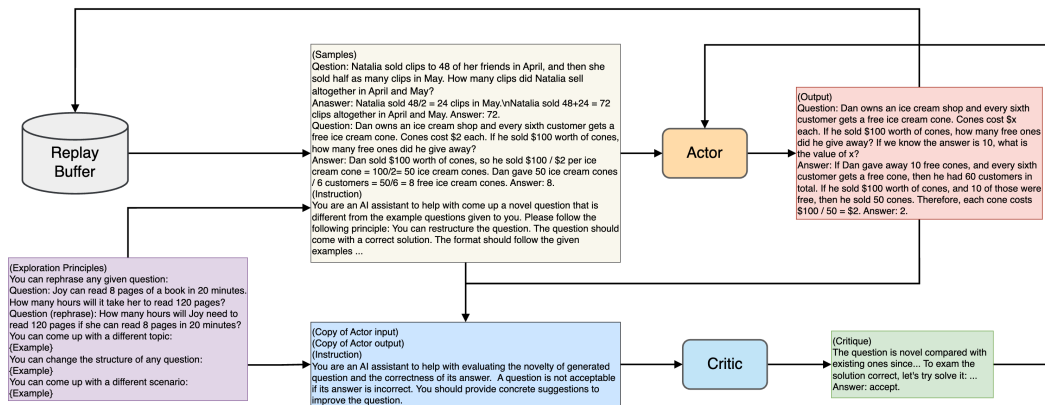 Replay
Buffer
(Samples)
Qestion: Natalia sold clips to 48 of her friends in April, and then she
sold half as many clips in May. How many clips did Natalia sell
altogether in April and May?
Anaswer: Natalia sold 48/2 = 24 clips in May.\nNatalia sold 48+24 = 72
clips altogether in April and May. Answer: 72.
Question: Dan owns an ice cream shop and every sixth customer gets a
free ice cream cone. Cones cost $2 each. If he sold $100 worth of cones,
how many free ones did he give away?
Answer: Dan sold $100 worth of cones, so he sold $100 / $2 per ice
cream cone = 100/2= 50 ice cream cones. Dan gave 50 ice cream cones
/ 6 customers = 50/6 = 8 free ice cream cones. Answer: 8.
(Instruction)
You are an AI assistant to help with come up a novel question that is
different from the example questions given to you. Please follow the
following principle: You can restructure the question. The question should
come with a correct solution. The format should follow the given
examples ...
Actor
(Output)
Question: Dan owns an ice cream shop and every sixth
customer gets a free ice cream cone. Cones cost $x
each. If he sold $100 worth of cones, how many free ones
did he give away? If we know the answer is 10, what is
the value of x?
Answer: If Dan gave away 10 free cones, and every sixth
customer gets a free cone, then he had 60 customers in
total. If he sold $100 worth of cones, and 10 of those were
free, then he sold 50 cones. Therefore, each cone costs
$100 / 50 = $2. Answer: 2.
(Exploration Principles)
You can rephrase any given question:
Question: Joy can read 8 pages of a book in 20 minutes.
How many hours will it take her to read 120 pages?
Question (rephrase): How many hours will Joy need to
read 120 pages if she can read 8 pages in 20 minutes?
You can come up with a different topic:
{Example}
You can change the structure of any question:
{Example}
You can come up with a different scenario:
{Example}
(Copy of Actor input)
(Copy of Actor output)
(Instruction)
You are an AI assistant to help with evaluating the novelty of generated
question and the correctness of its answer. A question is not acceptable
if its answer is incorrect. You should provide concrete suggestions to
improve the question.
Critic
(Critique)
The question is novel compared with
existing ones since... To exam the
solution correct, let's try solve it: ...
Answer: accept.